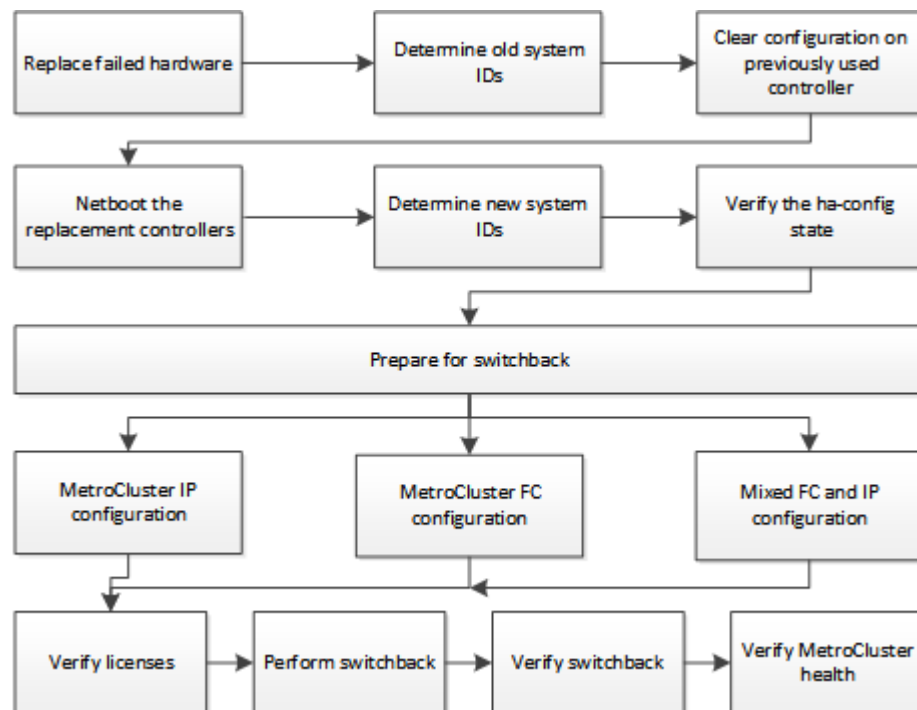 Replace failed hardware
Determine old system
IDs
Clear configuration on
previously used
controller
Netboot the
replacement controllers
Determine new system
IDs
Verify the ha-config
state
Prepare for switchback
MetroCluster IP
configuration
MetroCluster FC
configuration
Mixed FC and IP
configuration
Verify licenses
Perform switchback
Verify switchback
Verify MetroCluster
health